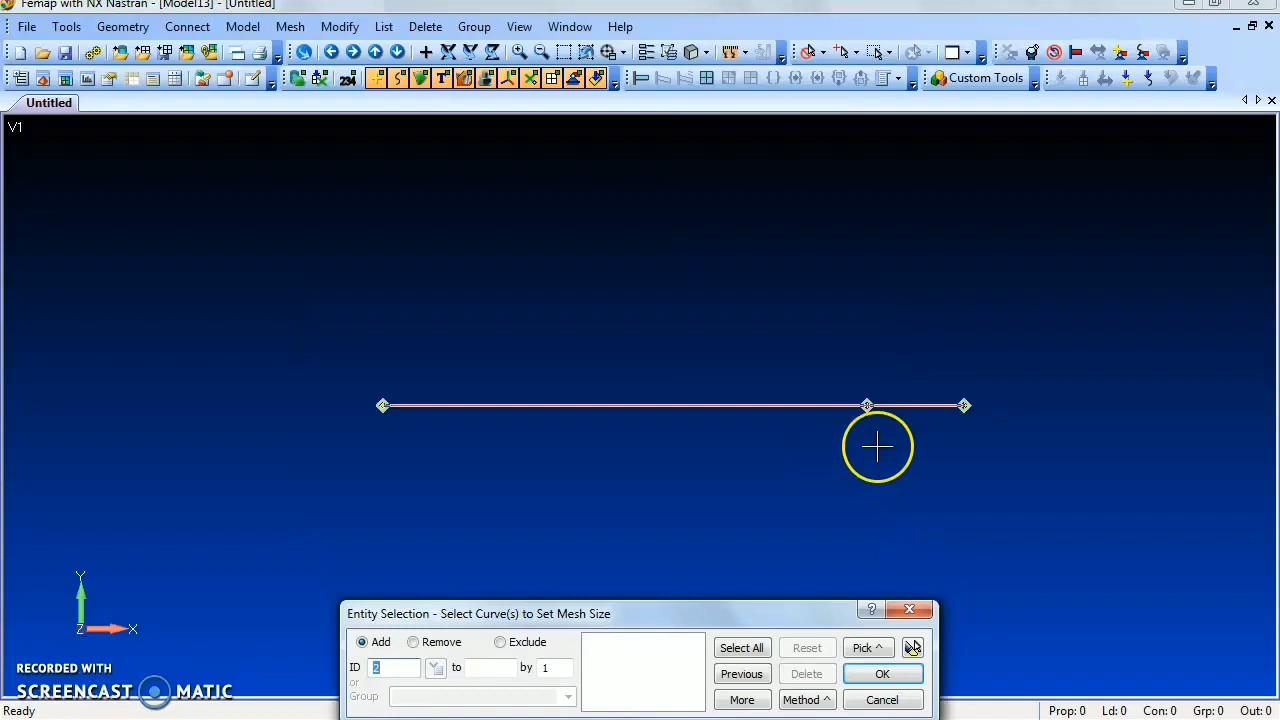 Femap with NX Nastran - [Model13] - [Untitled]
File Tools Geometry Connect Model Mesh Modify List Delete Group View Window Help
Custom Tools
Untitled
V1
Y
Z X
Entity Selection - Select Curve(s) to Set Mesh Size
Add Remove Exclude
Select All Reset Pick ^
ID 2 to by 1
or
Previous Delete OK
Group
More Method ^ Cancel
RECORDED WITH
SCREENCAST MATIC
Ready Prop: 0 Ld: 0 Con: 0 Grp: 0 Out: 0